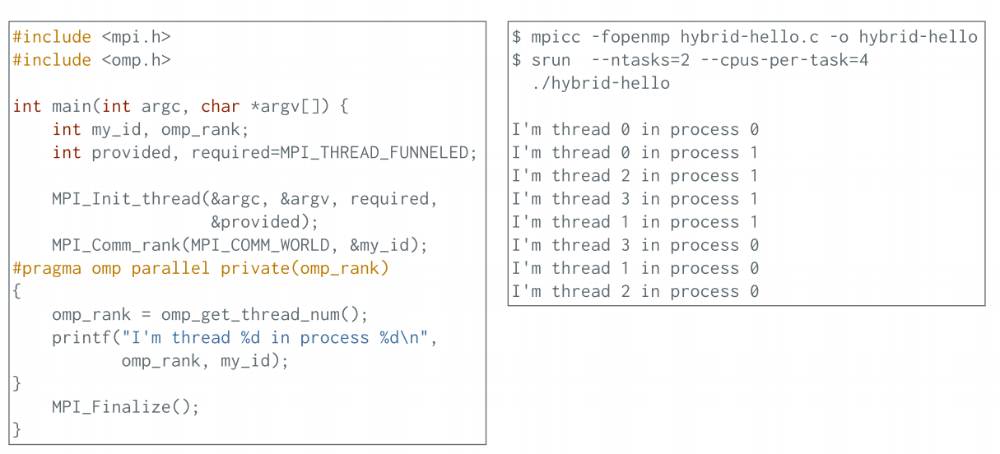 #include <mpi.h>
#include <omp.h>

int main(int argc, char *argv[]) {
    int my_id, omp_rank;
    int provided, required=MPI_THREAD_FUNNELED;

    MPI_Init_thread(&argc, &argv, required,
                    &provided);
    MPI_Comm_rank(MPI_COMM_WORLD, &my_id);
#pragma omp parallel private(omp_rank)
{
    omp_rank = omp_get_thread_num();
    printf("I'm thread %d in process %d\n",
           omp_rank, my_id);
}
    MPI_Finalize();
}

$ mpicc -fopenmp hybrid-hello.c -o hybrid-hello
$ srun  --ntasks=2 --cpus-per-task=4
  ./hybrid-hello

I'm thread 0 in process 0
I'm thread 0 in process 1
I'm thread 2 in process 1
I'm thread 3 in process 1
I'm thread 1 in process 1
I'm thread 3 in process 0
I'm thread 1 in process 0
I'm thread 2 in process 0